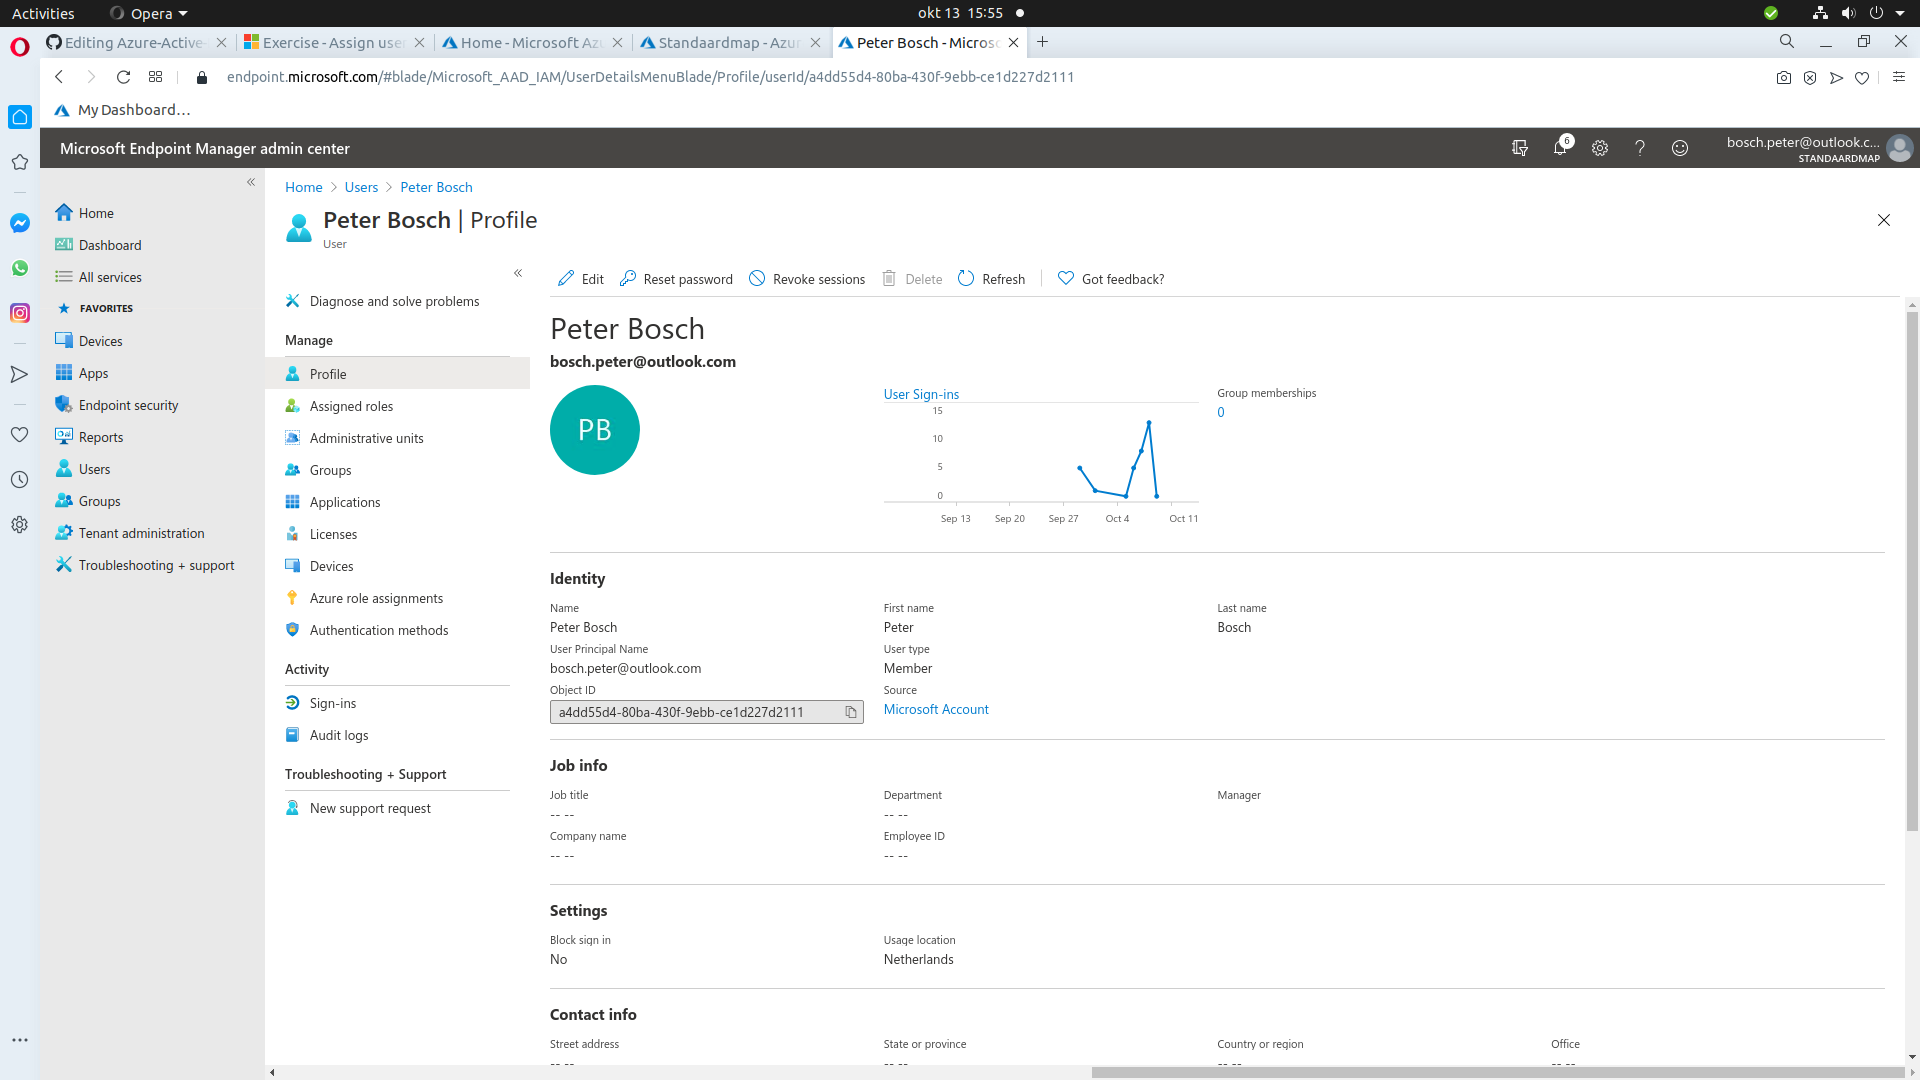 Activities
Opera
okt 13 15:55
Editing Azure-Active-
Exercise - Assign user
Home - Microsoft Azu
Standaardmap - Azur
Peter Bosch - Microso
endpoint.microsoft.com/#blade/Microsoft_AAD_IAM/UserDetailsMenuBlade/Profile/userId/a4dd55d4-80ba-430f-9ebb-ce1d227d2111
My Dashboard…
Microsoft Endpoint Manager admin center
6
bosch.peter@outlook.c...
STANDAARDMAP
Home
Dashboard
All services
FAVORITES
Devices
Apps
Endpoint security
Reports
Users
Groups
Tenant administration
Troubleshooting + support
Home > Users > Peter Bosch
Peter Bosch | Profile
User
Diagnose and solve problems
Manage
Profile
Assigned roles
Administrative units
Groups
Applications
Licenses
Devices
Azure role assignments
Authentication methods
Activity
Sign-ins
Audit logs
Troubleshooting + Support
New support request
Edit
Reset password
Revoke sessions
Delete
Refresh
Got feedback?
Peter Bosch
bosch.peter@outlook.com
PB
User Sign-ins
15
10
5
0
Sep 13 Sep 20 Sep 27 Oct 4 Oct 11
Group memberships
0
Identity
Name
Peter Bosch
First name
Peter
Last name
Bosch
User Principal Name
bosch.peter@outlook.com
User type
Member
Object ID
a4dd55d4-80ba-430f-9ebb-ce1d227d2111
Source
Microsoft Account
Job info
Job title
-- --
Department
-- --
Manager
Company name
-- --
Employee ID
-- --
Settings
Block sign in
No
Usage location
Netherlands
Contact info
Street address
-- --
State or province
-- --
Country or region
-- --
Office
-- --